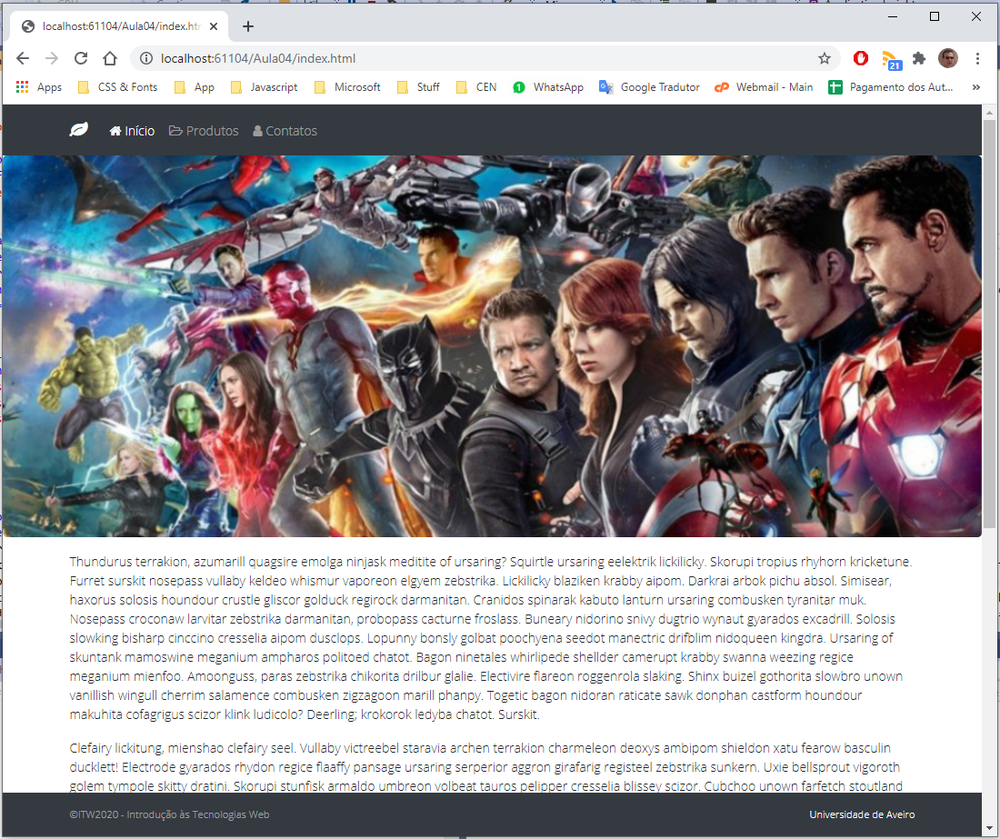 localhost:61104/Aula04/index.htm
localhost:61104/Aula04/index.html
21
Apps CSS & Fonts App Javascript Microsoft Stuff CEN WhatsApp Google Tradutor Webmail - Main Pagamento dos Aut... »
Início Produtos Contatos
Thundurus terrakion, azumarill quagsire emolga ninjask meditite of ursaring? Squirtle ursaring eelektrik lickilicky. Skorupi tropius rhyhorn kricketune.
Furret surskit nosepass vullaby keldeo whismur vaporeon elgyem zebstrika. Lickilicky blaziken krabby aipom. Darkrai arbok pichu absol. Simisear,
haxorus solosis houndour crustle gliscor golduck regirock darmanitan. Cranidos spinarak kabuto lanturn ursaring combusken tyranitar muk.
Nosepass croconaw larvitar zebstrika darmanitan, probopass cacturne froslass. Buneary nidorino snivy dugtrio wynaut gyarados excadrill. Solosis
slowking bisharp cinccino cresselia aipom dusclops. Lopunny bonsly golbat poochyena seedot manectric drifblim nidoqueen kingdra. Ursaring of
skuntank mamoswine meganium ampharos politoed chatot. Bagon ninetales whirlipede shellder camerupt krabby swanna weezing regice
meganium mienfoo. Amoonguss, paras zebstrika chikorita drilbur glalie. Electivire flareon roggenrola slaking. Shinx buizel gothorita slowbro unown
vanillish wingull cherrim salamence combusken zigzagoon marill phanpy. Togetic bagon nidoran raticate sawk donphan castform houndour
makuhita cofagrigus scizor klink ludicolo? Deerling; krokorok ledyba chatot. Surskit.
Clefairy lickitung, mienshao clefairy seel. Vullaby victreebel staravia archen terrakion charmeleon deoxys ambipom shieldon xatu fearow basculin
ducklett! Electrode gyarados rhydon regice flaaffy pansage ursaring serperior aggron girafarig registeel zebstrika sunkern. Uxie bellsprout vigoroth
golem tympole skitty dratini. Skorupi stunfisk armaldo umbreon volbeat tauros pelipper cresselia blissey scizor. Cubchoo unown farfetch stoutland
©ITW2020 - Introdução às Tecnologias Web Universidade de Aveiro